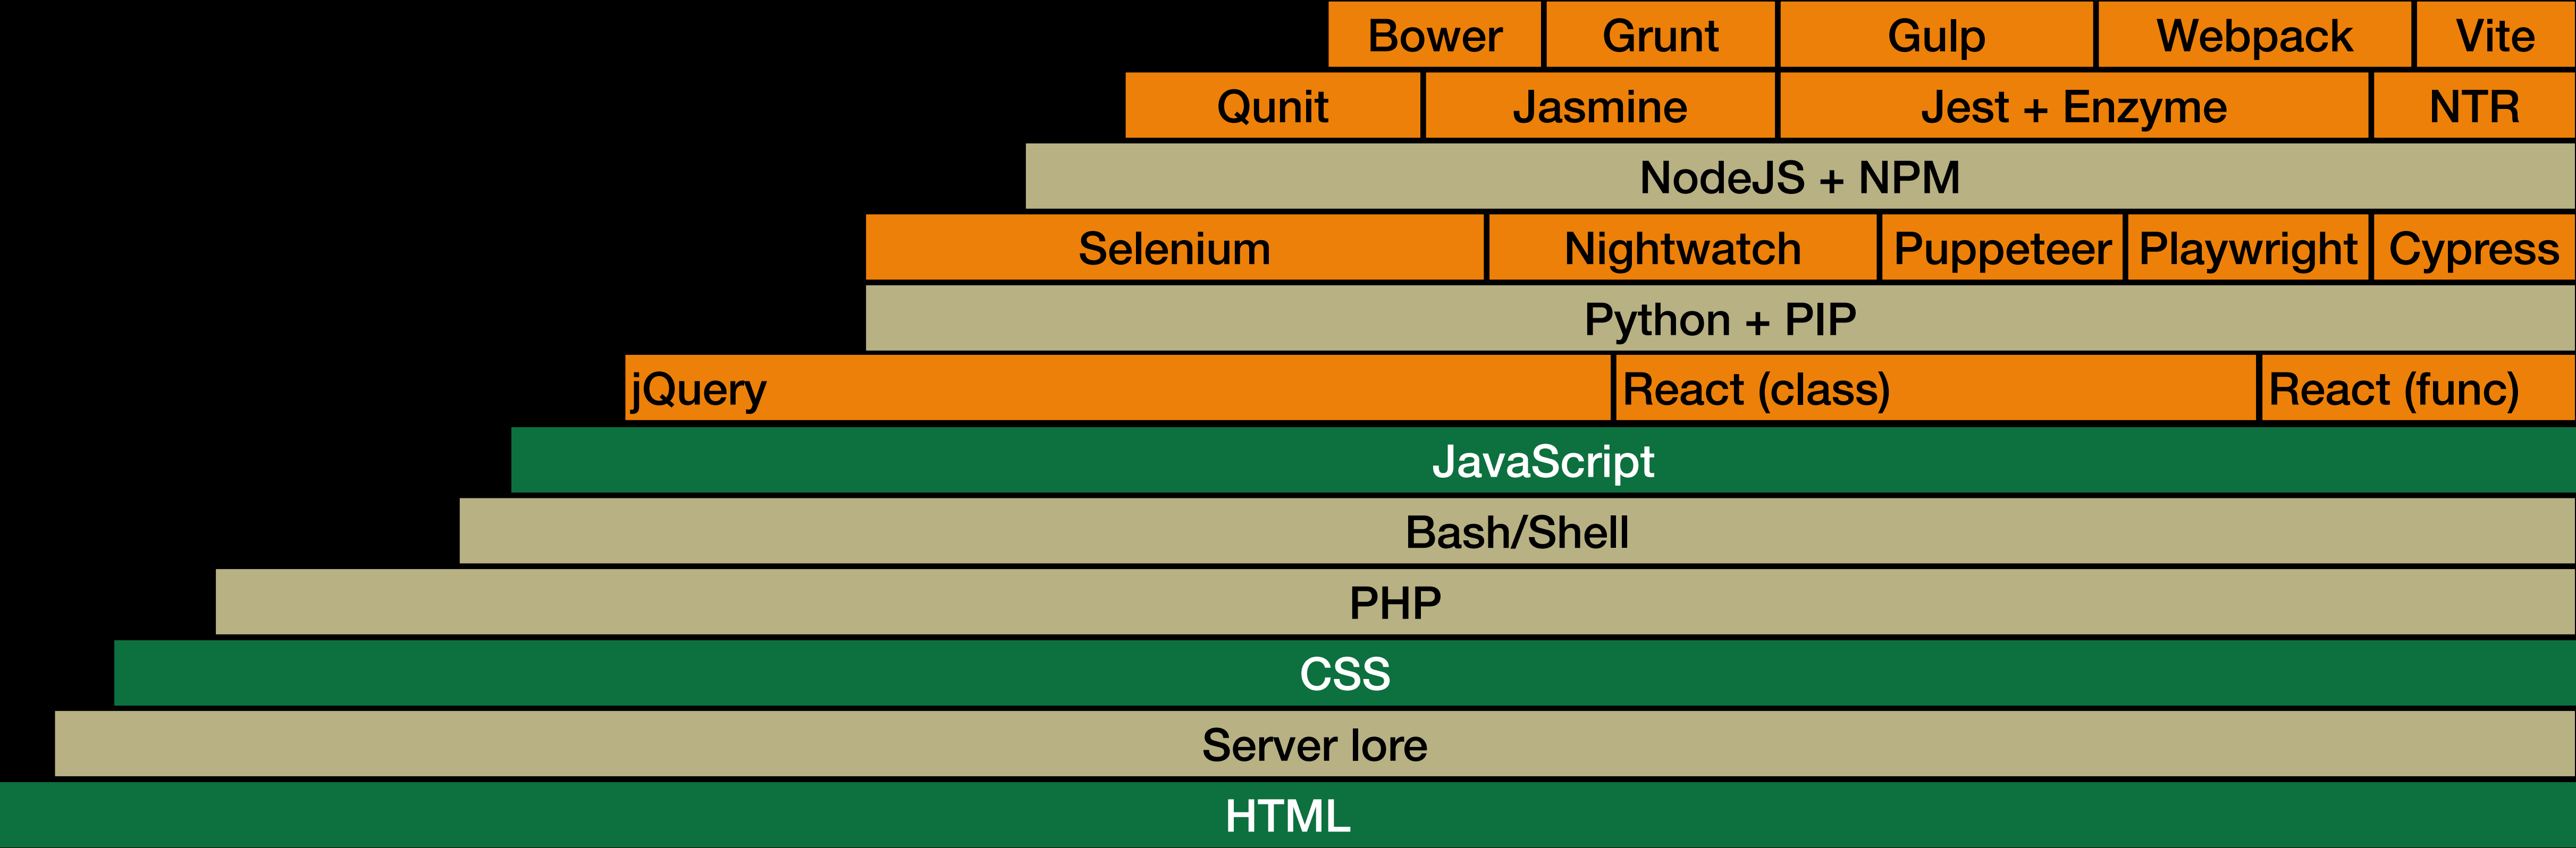 Bower Grunt Gulp Webpack Vite
Qunit Jasmine Jest + Enzyme NTR
NodeJS + NPM
Selenium Nightwatch Puppeteer Playwright Cypress
Python + PIP
jQuery React (class) React (func)
JavaScript
Bash/Shell
PHP
CSS
Server lore
HTML